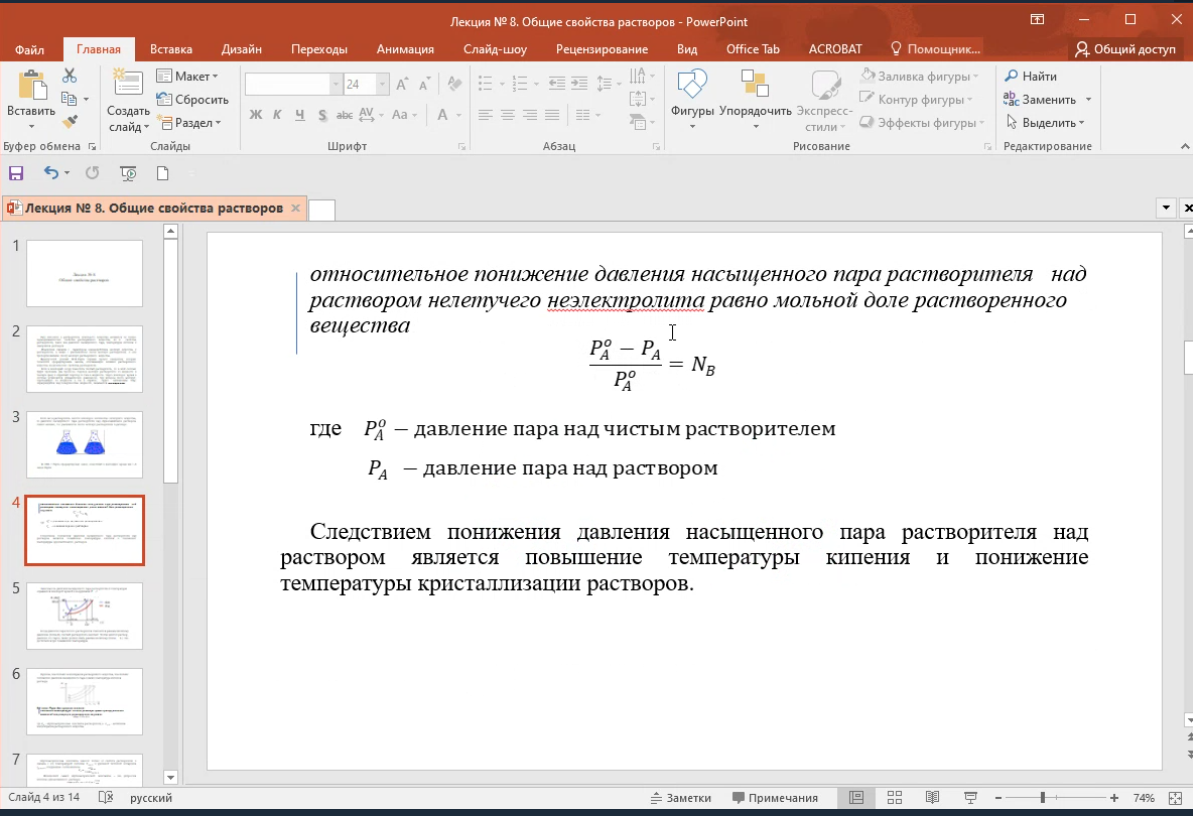 Лекция № 8. Общие свойства растворов - PowerPoint
Файл Главная Вставка Дизайн Переходы Анимация Слайд-шоу Рецензирование Вид Office Tab ACROBAT Помощник... Общий доступ
Вставить
Создать слайд
Макет
Сбросить
Раздел
24
Ж К Ч S abc AV Aa А
Фигуры Упорядочить Экспресс-стили
Заливка фигуры
Контур фигуры
Эффекты фигуры
Найти
Заменить
Выделить
Буфер обмена Слайды Шрифт Абзац Рисование Редактирование
Лекция № 8. Общие свойства растворов
1
2
3
4
5
6
7
относительное понижение давления насыщенного пара растворителя над
раствором нелетучего неэлектролита равно мольной доле растворенного
вещества
(P_A^o − P_A) / P_A^o = N_B
где P_A^o − давление пара над чистым растворителем
P_A − давление пара над раствором
Следствием понижения давления насыщенного пара растворителя над
раствором является повышение температуры кипения и понижение
температуры кристаллизации растворов.
Слайд 4 из 14 русский Заметки Примечания 74%